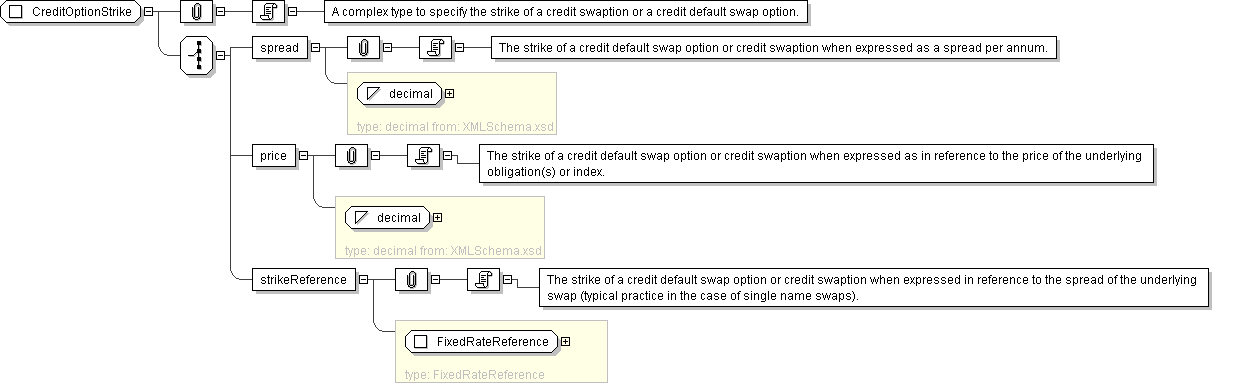 CreditOptionStrike
A complex type to specify the strike of a credit swaption or a credit default swap option.
spread
The strike of a credit default swap option or credit swaption when expressed as a spread per annum.
decimal
type: decimal from: XMLSchema.xsd
price
The strike of a credit default swap option or credit swaption when expressed as in reference to the price of the underlying
obligation(s) or index.
decimal
type: decimal from: XMLSchema.xsd
strikeReference
The strike of a credit default swap option or credit swaption when expressed in reference to the spread of the underlying
swap (typical practice in the case of single name swaps).
FixedRateReference
type: FixedRateReference